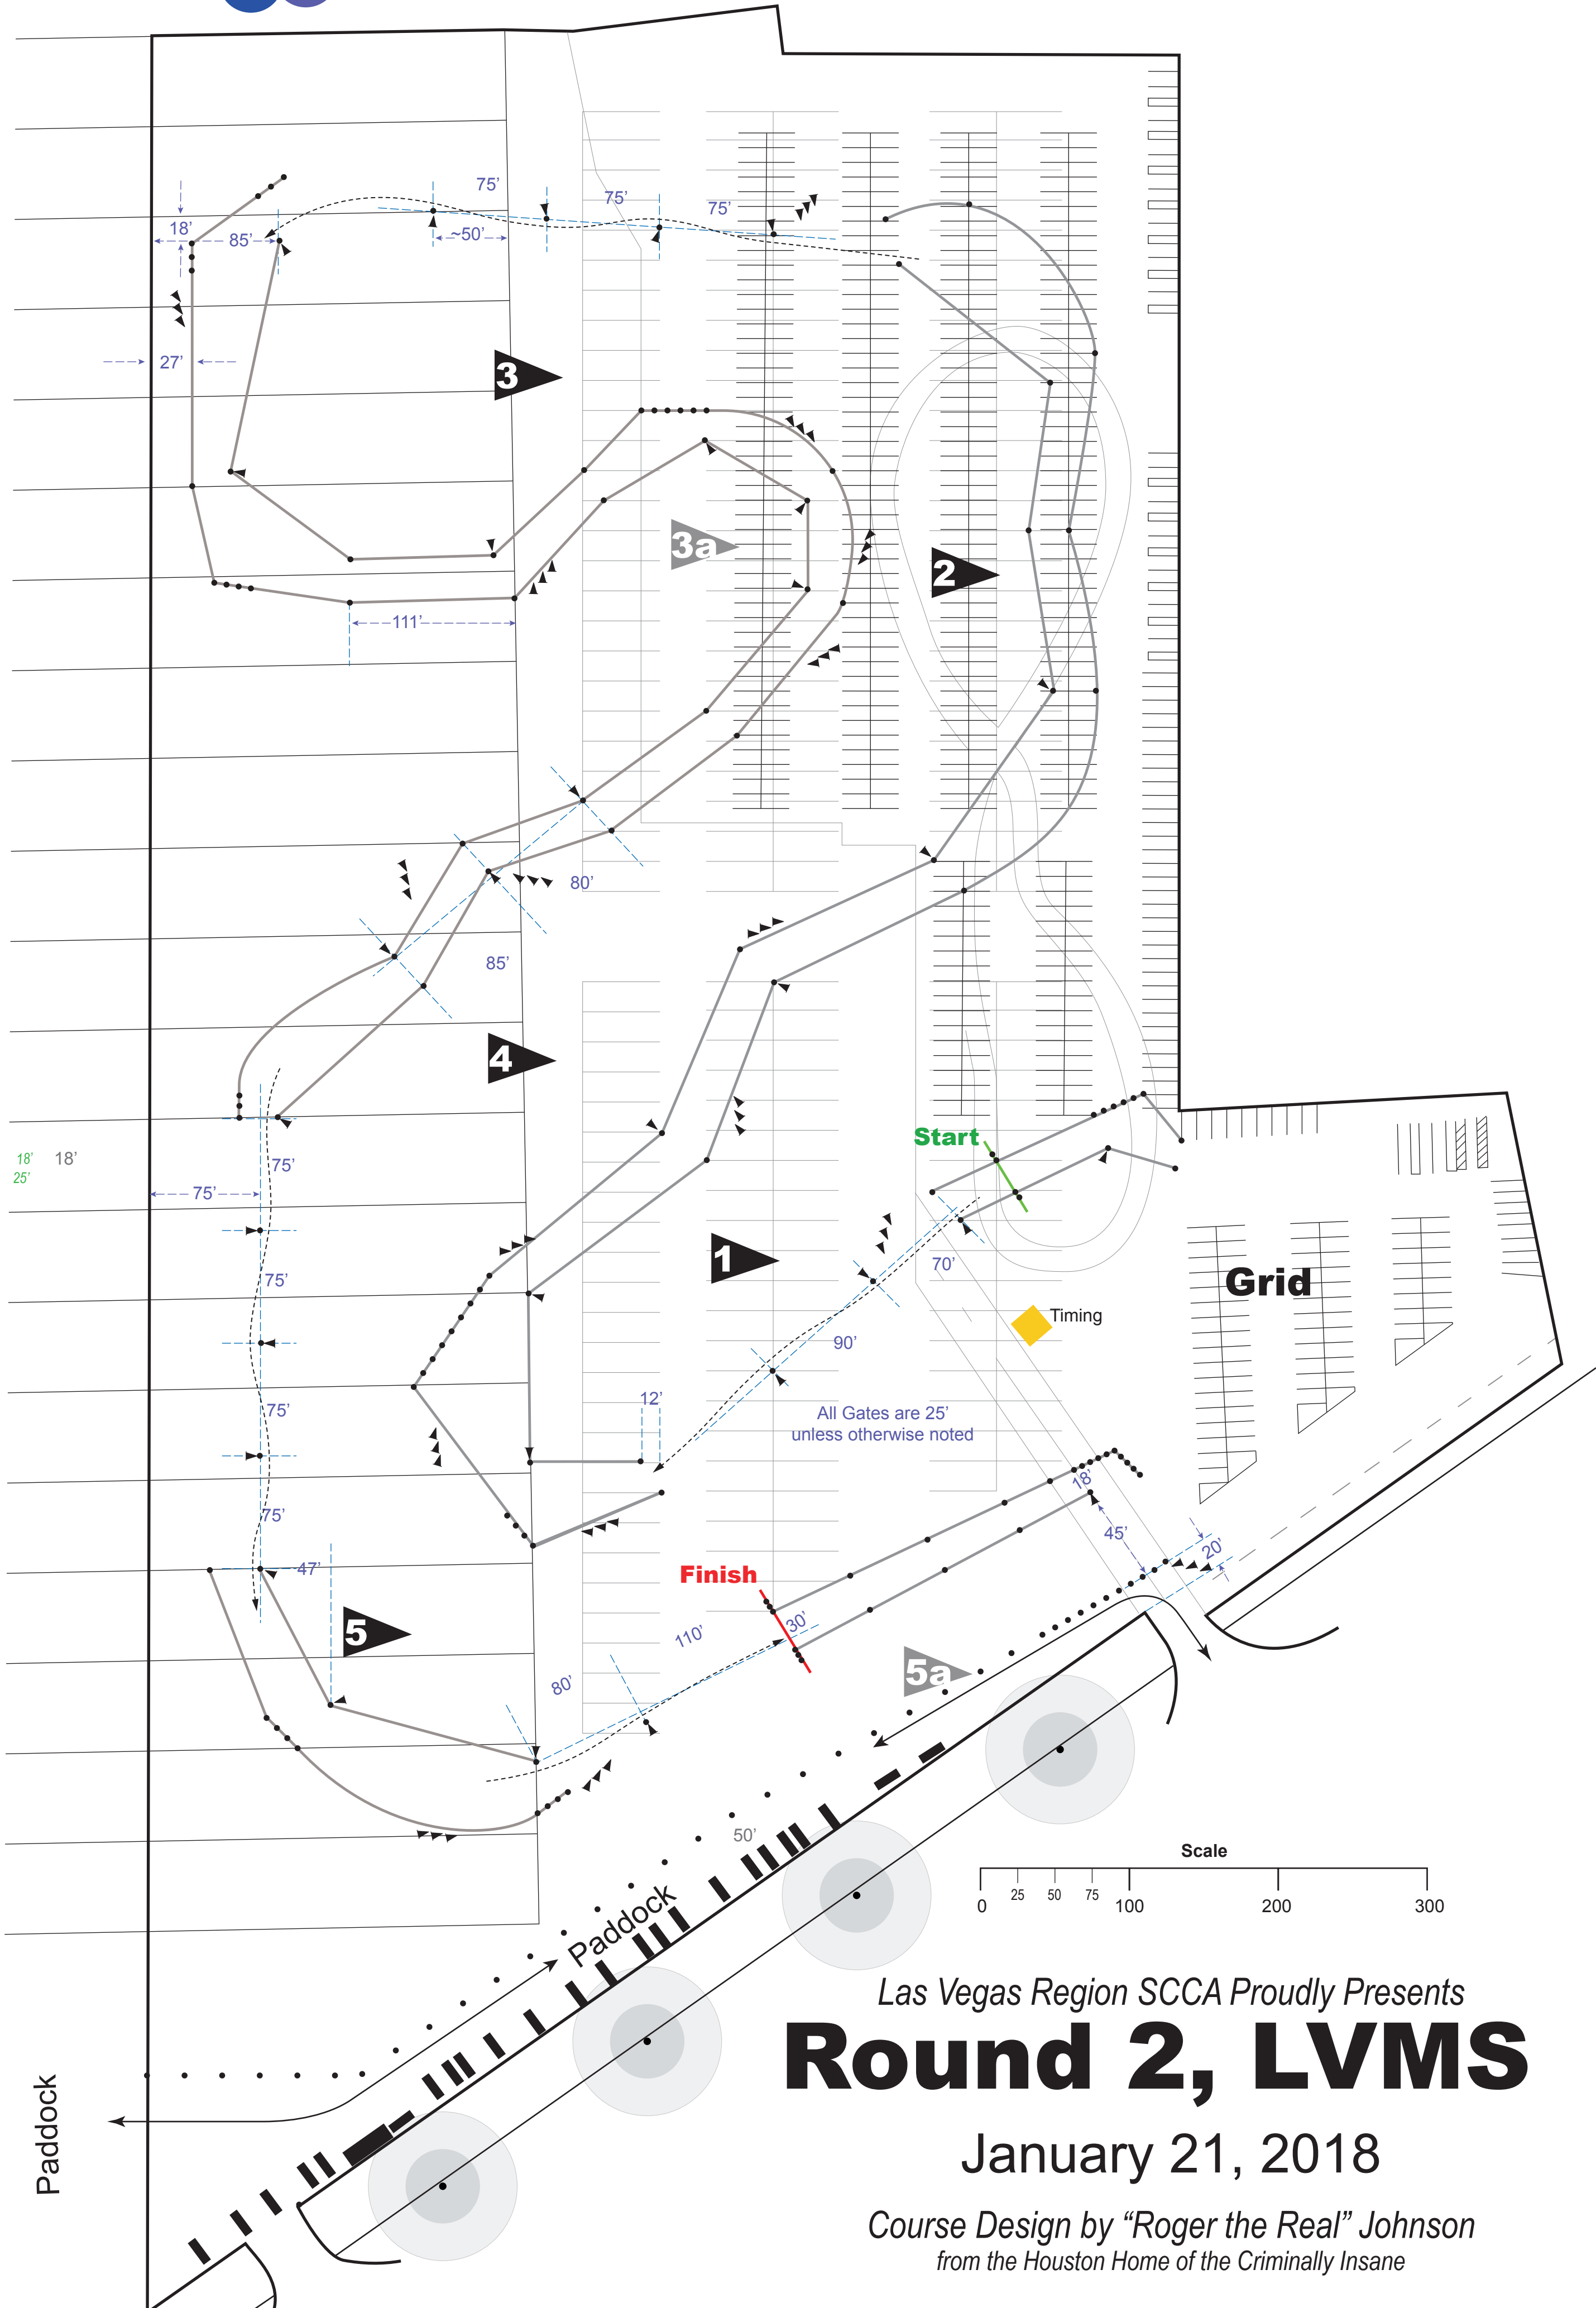 75’
75’
75’
18’
85’
~50’
27’
3
3a
2
111’
80’
85’
4
Start
18’
18’
25’
75’
75’
1
70’
Grid
75’
Timing
90’
12’
75’
All Gates are 25’
unless otherwise noted
18’
75’
45’
20’
47’
Finish
30’
5
110’
5a
80’
50’
Scale
0
25
50
75
100
200
300
Paddock
Las Vegas Region SCCA Proudly Presents
Round 2, LVMS
Paddock
January 21, 2018
Course Design by “Roger the Real” Johnson
from the Houston Home of the Criminally Insane